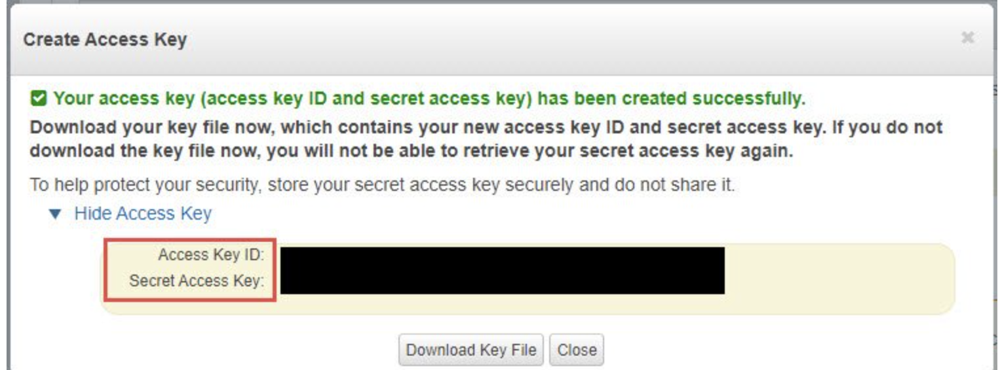 Create Access Key
Your access key (access key ID and secret access key) has been created successfully.
Download your key file now, which contains your new access key ID and secret access key. If you do not
download the key file now, you will not be able to retrieve your secret access key again.
To help protect your security, store your secret access key securely and do not share it.
Hide Access Key
Access Key ID:
Secret Access Key:
Download Key File Close